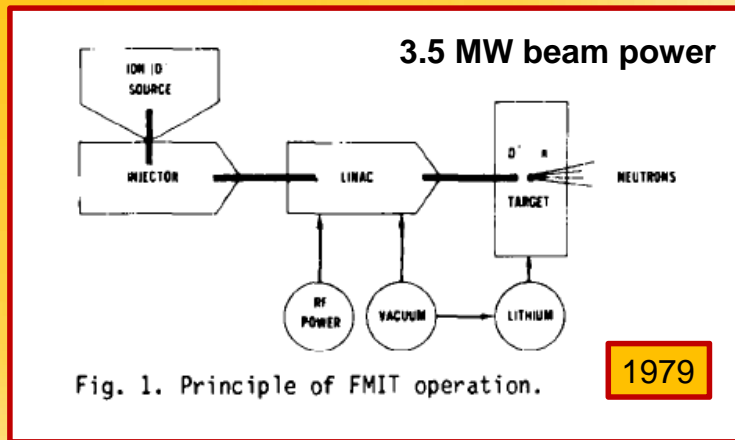 3.5 MW beam power
ION (D
SOURCE
INJECTOR
LINAC
D⁺ n
TARGET
NEUTRONS
RF
POWER
VACUUM
LITHIUM
Fig. 1. Principle of FMIT operation.
1979